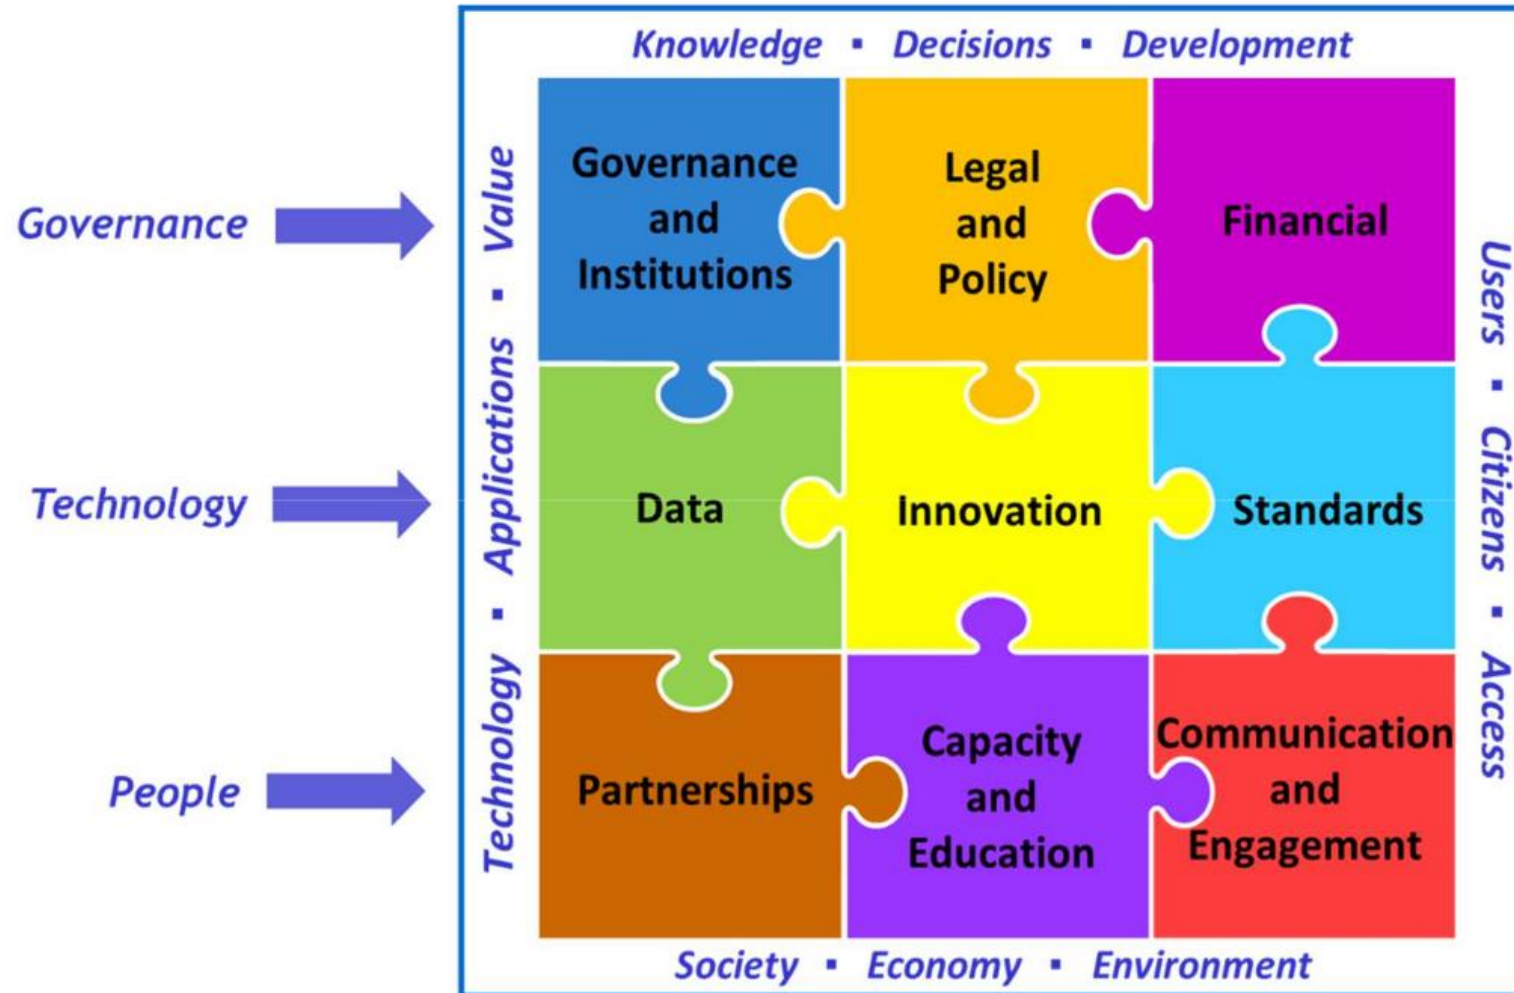 Knowledge ▪ Decisions ▪ Development
Governance
Technology
People
Technology ▪ Applications ▪ Value
Governance
and
Institutions
Legal
and
Policy
Financial
Data
Innovation
Standards
Partnerships
Capacity
and
Education
Communication
and
Engagement
Users ▪ Citizens ▪ Access
Society ▪ Economy ▪ Environment